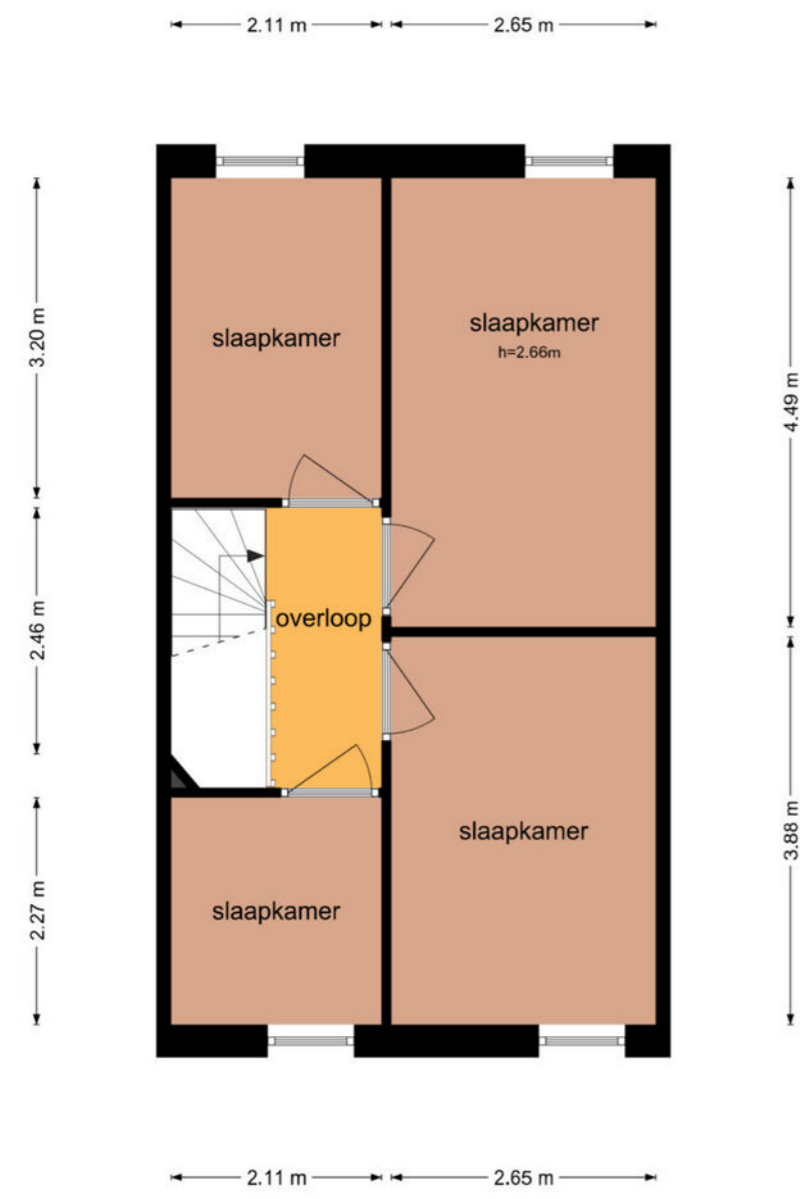 2.11 m
2.65 m
3.20 m
2.46 m
2.27 m
slaapkamer
slaapkamer
h=2.66m
overloop
slaapkamer
slaapkamer
4.49 m
3.88 m
2.11 m
2.65 m